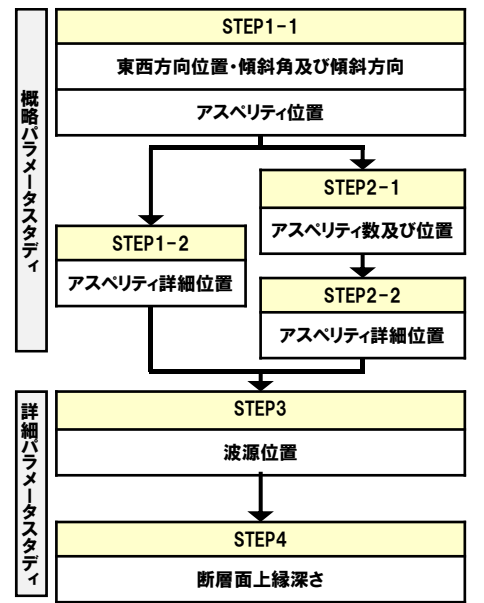 概略パラメータスタディ
STEP1-1
東西方向位置・傾斜角及び傾斜方向
アスペリティ位置
STEP1-2
アスペリティ詳細位置
STEP2-1
アスペリティ数及び位置
STEP2-2
アスペリティ詳細位置
詳細パラメータスタディ
STEP3
波源位置
STEP4
断層面上縁深さ